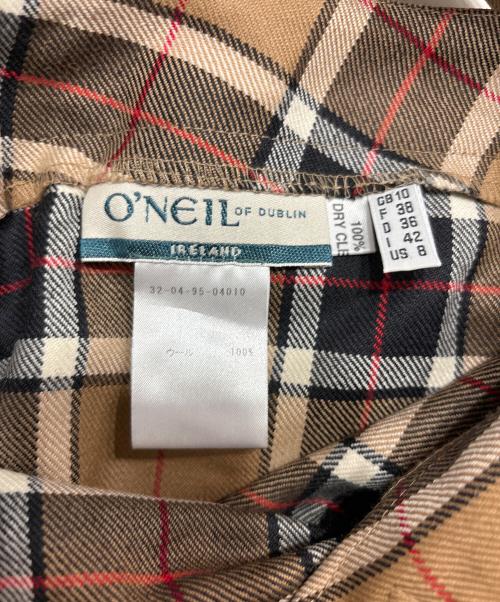 O'NEIL OF DUBLIN
IRELAND
100%
DRY CLE
GB 10
F 38
D 36
I 42
US 8
32-04-95-04010
ウール 100%